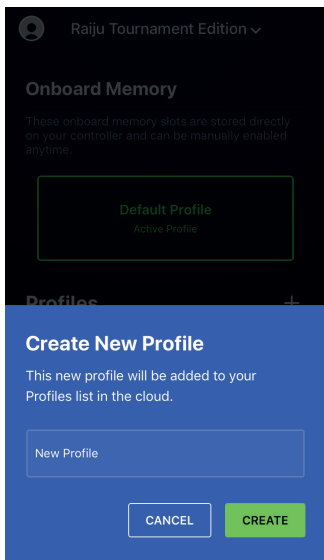 Raiju Tournament Edition
Onboard Memory
These onboard memory slots are stored directly
on your controller and can be manually enabled
anytime.
Default Profile
Active Profile
Profiles
Create New Profile
This new profile will be added to your
Profiles list in the cloud.
New Profile
CANCEL CREATE